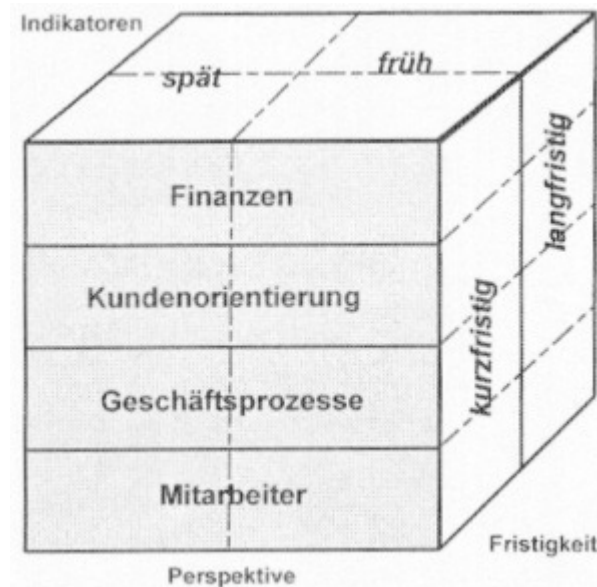 Indikatoren
spät
früh
Finanzen
Kundenorientierung
Geschäftsprozesse
Mitarbeiter
kurzfristig
langfristig
Perspektive
Fristigkeit